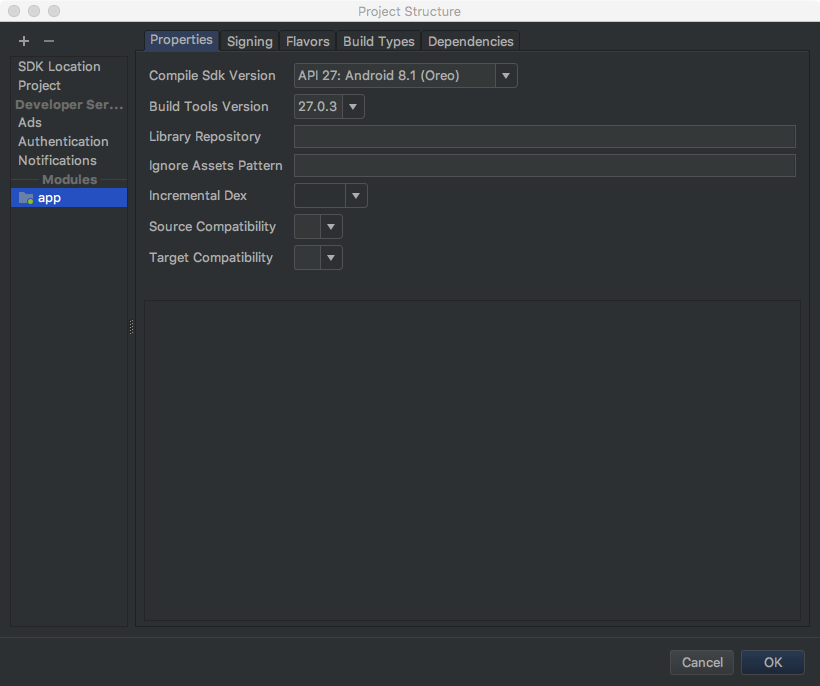 Project Structure
+ −
SDK Location
Project
Developer Ser...
Ads
Authentication
Notifications
Modules
app
Properties Signing Flavors Build Types Dependencies
Compile Sdk Version API 27: Android 8.1 (Oreo)
Build Tools Version 27.0.3
Library Repository
Ignore Assets Pattern
Incremental Dex
Source Compatibility
Target Compatibility
Cancel OK